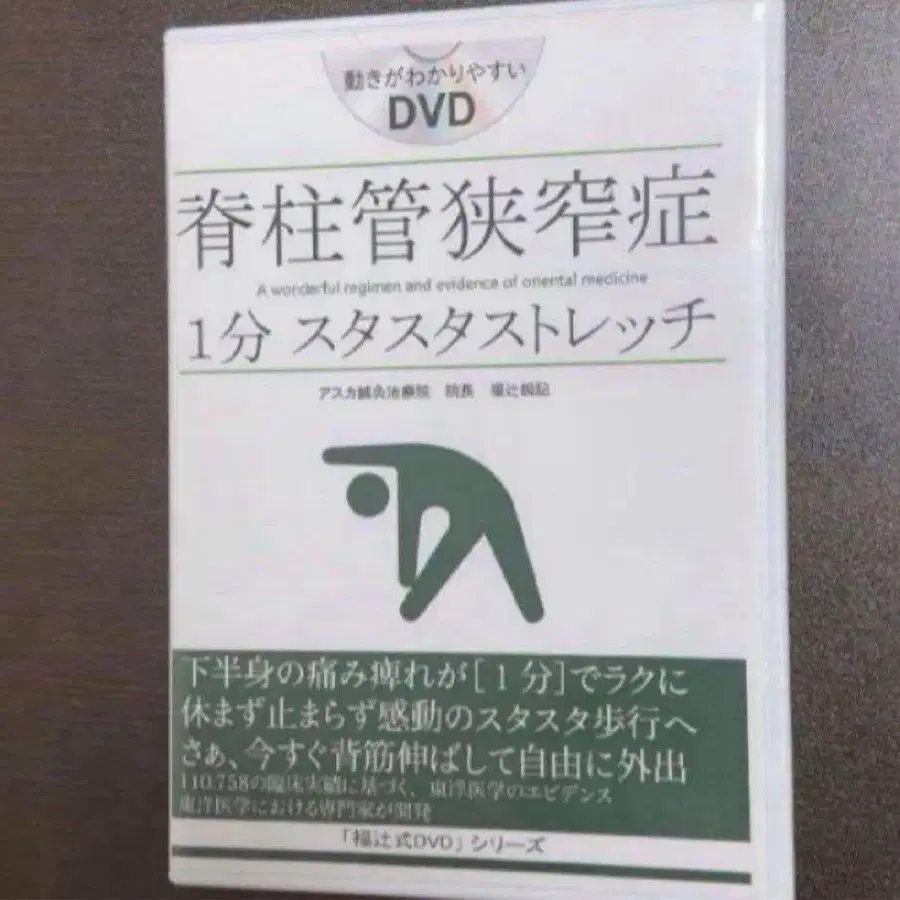 動きがわかりやすい
DVD
脊柱管狭窄症
A wonderful regimen and evidence of oriental medicine
1分 スタスタストレッチ
アスカ鍼灸治療院 院長 福辻鋭記
下半身の痛み痺れが[1分]でラクに
休まず止まらず感動のスタスタ歩行へ
さぁ、今すぐ背筋伸ばして自由に外出
110,758の臨床実績に基づく、東洋医学のエビデンス
東洋医学における専門家が開発
「福辻式DVD」シリーズ